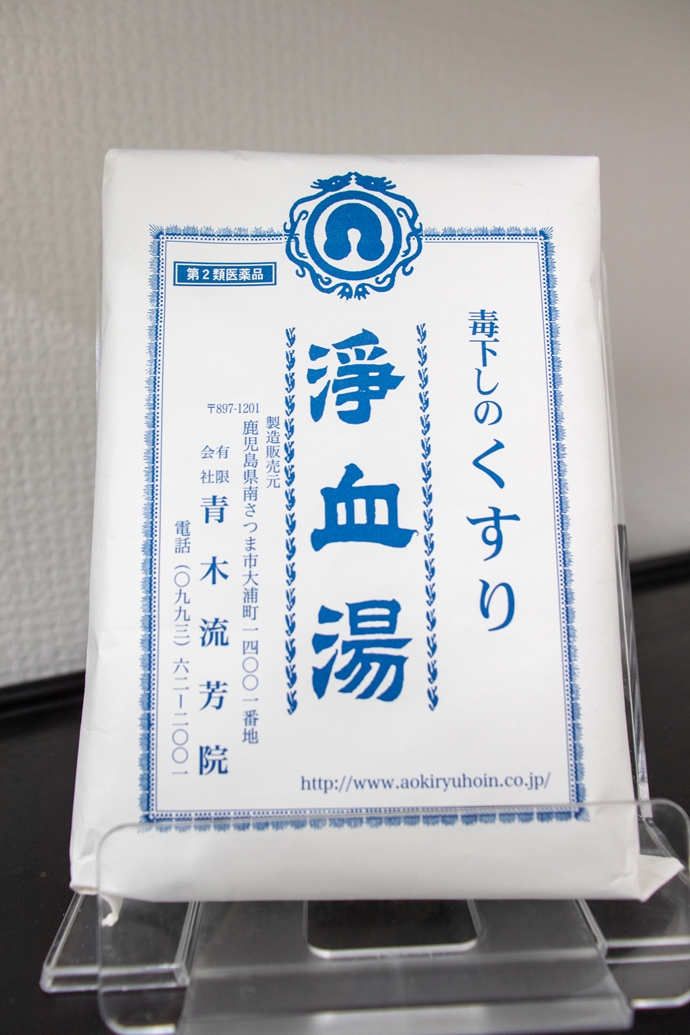 第2類医薬品
毒下しのくすり
淨血湯
製造販売元
〒897-1201
鹿児島県南さつま市大浦町一四〇〇一番地
有限会社 青木流芳院
電話(〇九九三)六二ー二〇〇一
http://www.aokiryuhoin.co.jp/